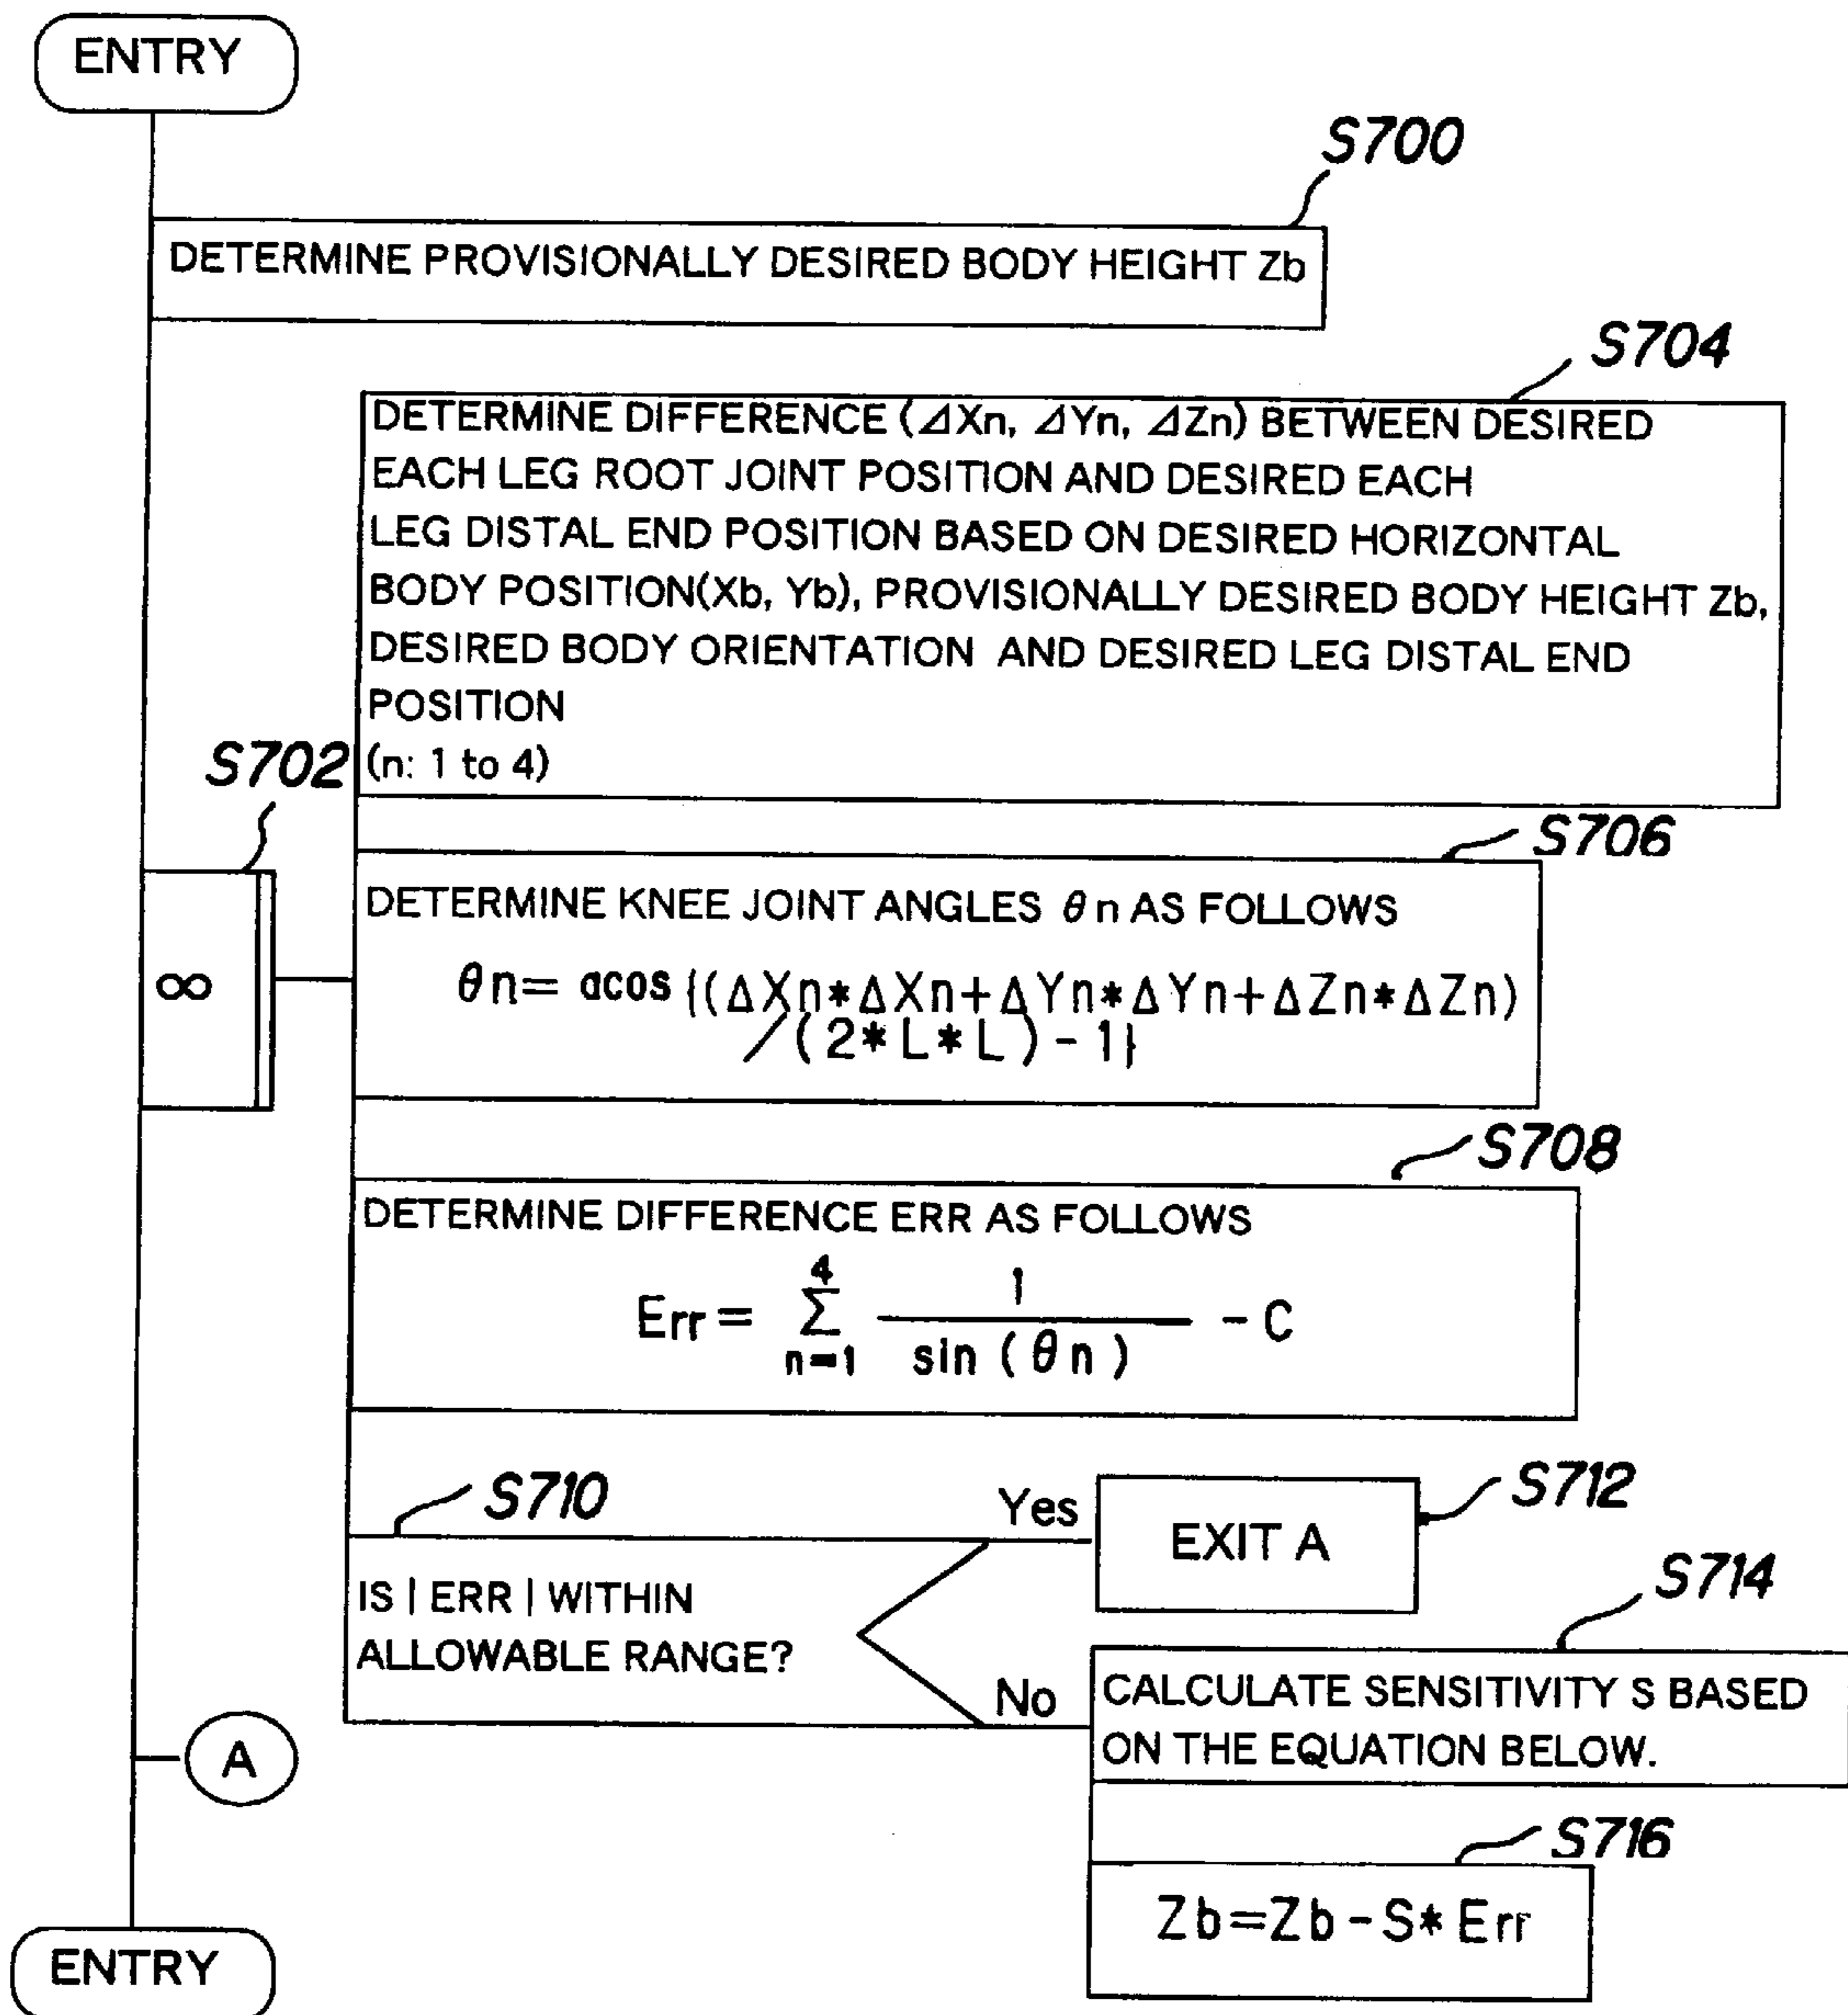 ENTRY
S700
DETERMINE PROVISIONALLY DESIRED BODY HEIGHT Zb
S704
DETERMINE DIFFERENCE (ΔXn, ΔYn, ΔZn) BETWEEN DESIRED
EACH LEG ROOT JOINT POSITION AND DESIRED EACH
LEG DISTAL END POSITION BASED ON DESIRED HORIZONTAL
BODY POSITION(Xb, Yb), PROVISIONALLY DESIRED BODY HEIGHT Zb,
DESIRED BODY ORIENTATION AND DESIRED LEG DISTAL END
POSITION
(n: 1 to 4)
S702
∞
S706
DETERMINE KNEE JOINT ANGLES θn AS FOLLOWS
θn= acos {(ΔXn*ΔXn+ΔYn*ΔYn+ΔZn*ΔZn)
/(2*L*L)-1}
S708
DETERMINE DIFFERENCE ERR AS FOLLOWS
Err = 4 Σ n=1 1 / sin (θn) - C
S710
IS | ERR | WITHIN
ALLOWABLE RANGE?
Yes
S712
EXIT A
No
S714
CALCULATE SENSITIVITY S BASED
ON THE EQUATION BELOW.
S716
Zb=Zb-S* Err
A
ENTRY